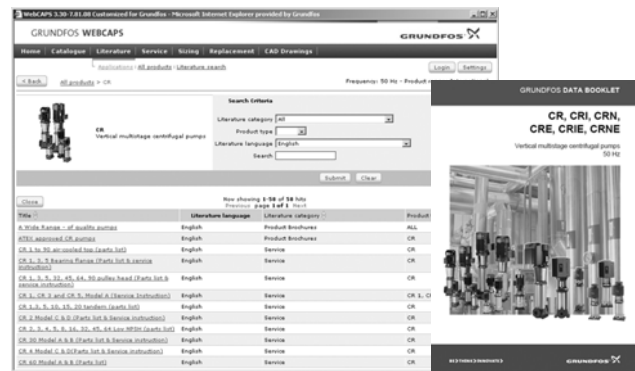 WebCAPS 3.30-7.01.00 Customized for Grundfos - Microsoft Internet Explorer provided by Grundfos
GRUNDFOS WEBCAPS
GRUNDFOS
Home Catalogue Literature Service Sizing Replacement CAD Drawings
Applications - All products - Literature search
Login Settings
< Back All products > CR
Frequency: 50 Hz - Product
CR
Vertical multistage centrifugal pumps
Search Criteria
Literature category All
Product type
Literature language English
Search
Submit Clear
Close
Now showing 1-58 of 58 hits
Previous page 1 of 1 Next
Title Literature language Literature category Product
A Wide Range - of quality pumps English Product Brochures ALL
ATEX approved CR pumps English Product Brochures CR
CR 1 to 90 air-cooled top (parts list) English Service CR
CR 1, 3, 5 Bearing flange (Parts list & service
instruction) English Service CR
CR 1, 3, 5, 32, 45, 64, 90 pulley head (Parts list &
service instruction) English Service CR
CR 1, CR 3 and CR 5, Model A (Service Instruction) English Service CR 1, C
CR 1,3, 5, 10, 15, 20 tandem (parts list) English Service CR
CR 2 Model C & D (Parts list & Service instruction) English Service CR
CR 2, 3, 4, 5, 8, 16, 32, 45, 64 Low NPSH (parts list) English Service CR
CR 30 Model A & B (Parts list & Service instruction) English Service CR
CR 4 Model C & D(Parts list & Service instruction) English Service CR
CR 60 Model A & B (Parts list) English Service CR
GRUNDFOS DATA BOOKLET
CR, CRI, CRN,
CRE, CRIE, CRNE
Vertical multistage centrifugal pumps
50 Hz
BE>THINK>INNOVATE>
GRUNDFOS